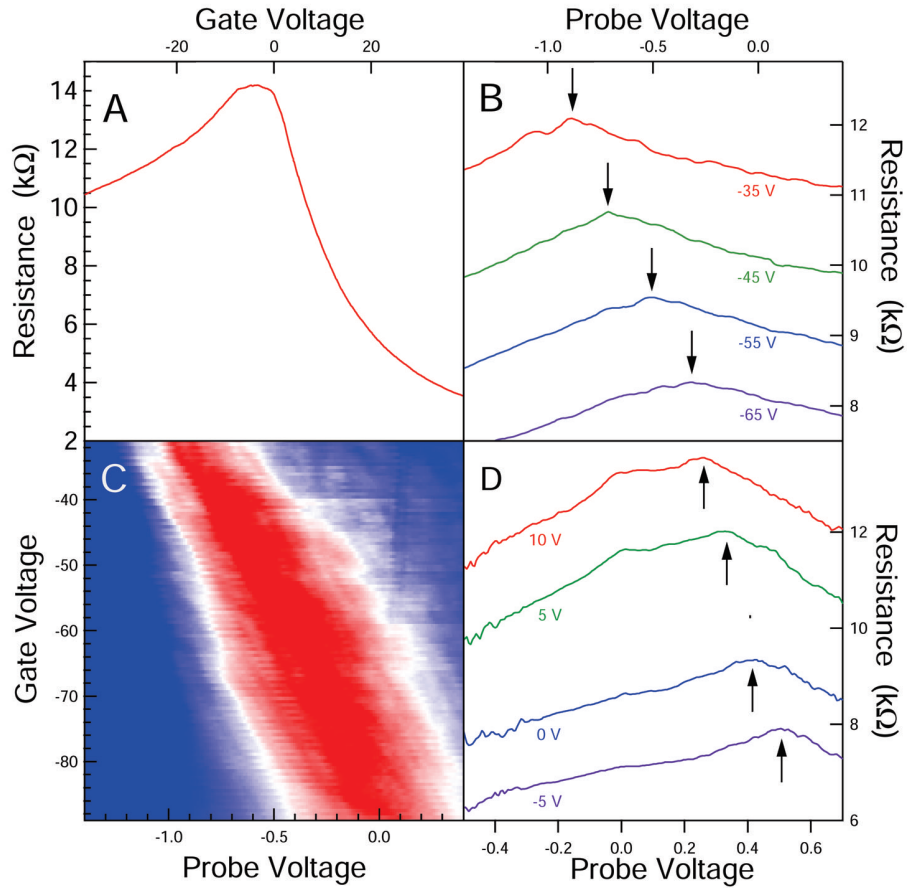 Gate Voltage
-20 0 20
Probe Voltage
-1.0 -0.5 0.0
A
Resistance (kΩ)
14
12
10
8
6
4
2
B
-35 V
-45 V
-55 V
-65 V
12
11
10
9
8
Resistance (kΩ)
C
Gate Voltage
-40
-50
-60
-70
-80
-1.0 -0.5 0.0
Probe Voltage
D
10 V
5 V
0 V
-5 V
12
10
8
6
Resistance (kΩ)
-0.4 -0.2 0.0 0.2 0.4 0.6
Probe Voltage